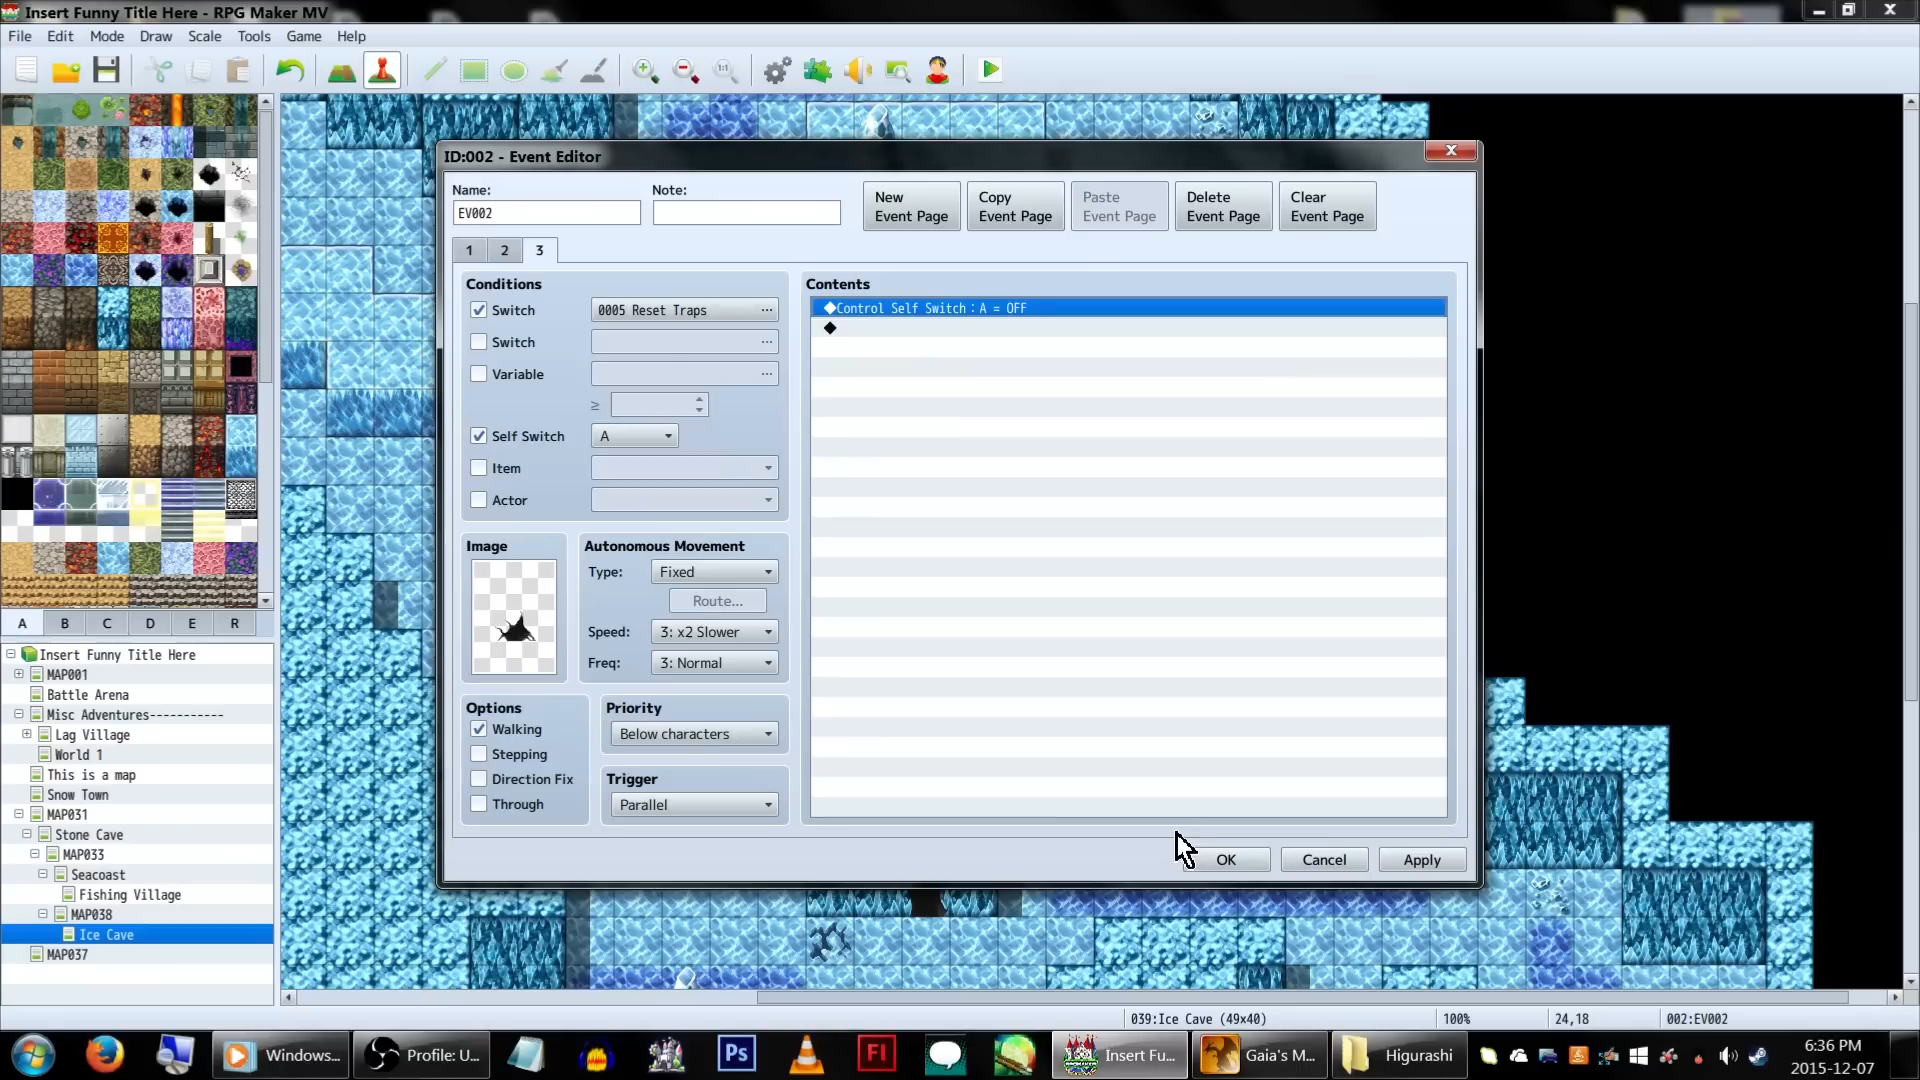 Insert Funny Title Here - RPG Maker MV
File Edit Mode Draw Scale Tools Game Help
1:1
ID:002 - Event Editor
Name: Note:
EV002
New Event Page
Copy Event Page
Paste Event Page
Delete Event Page
Clear Event Page
1 2 3
Conditions
Switch 0005 Reset Traps ...
Switch ...
Variable ...
≥
Self Switch A
Item
Actor
Image
Autonomous Movement
Type: Fixed
Route...
Speed: 3: x2 Slower
Freq: 3: Normal
Options
Walking
Stepping
Direction Fix
Through
Priority
Below characters
Trigger
Parallel
Contents
◆Control Self Switch：A = OFF
◆
OK Cancel Apply
A B C D E R
Insert Funny Title Here
MAP001
Battle Arena
Misc Adventures-----------
Lag Village
World 1
This is a map
Snow Town
MAP031
Stone Cave
MAP033
Seacoast
Fishing Village
MAP038
Ice Cave
MAP037
039:Ice Cave (49x40) 100% 24,18 002:EV002
Windows... Profile: U... Ps Fl Insert Fu... Gaia's M... Higurashi
6:36 PM
2015-12-07